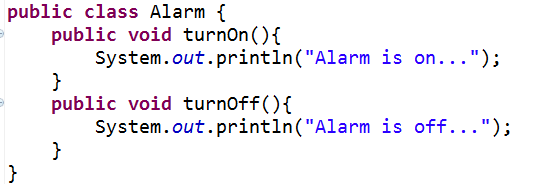 public class Alarm {
    public void turnOn(){
        System.out.println("Alarm is on...");
    }
    public void turnOff(){
        System.out.println("Alarm is off...");
    }
}